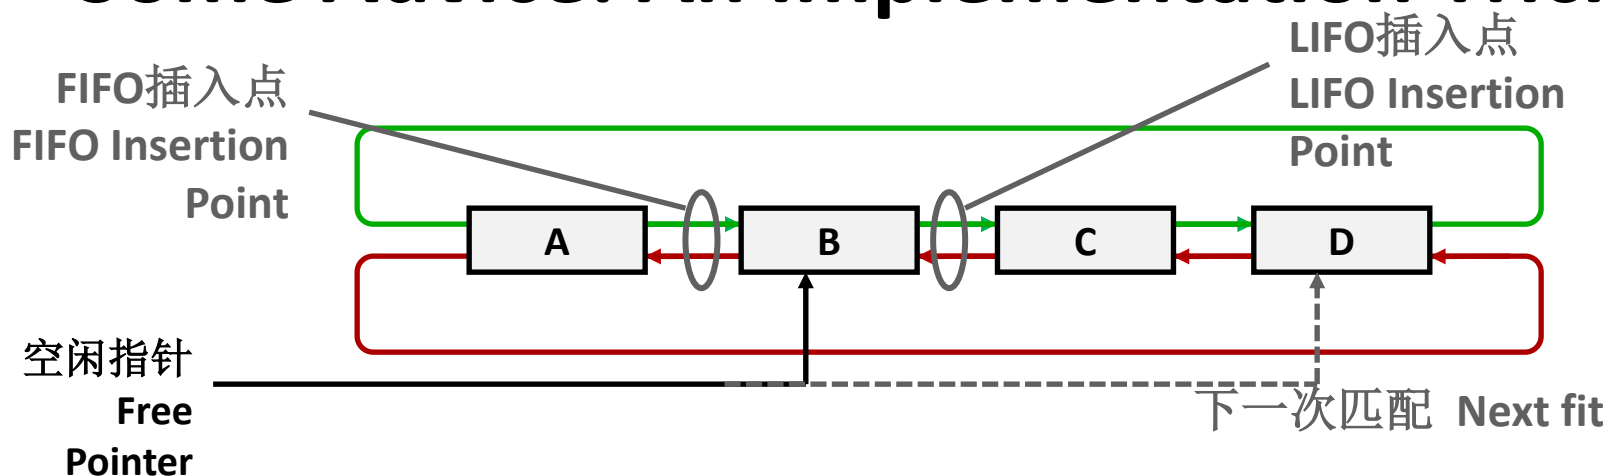 FIFO插入点
FIFO Insertion
Point
LIFO插入点
LIFO Insertion
Point
A
B
C
D
空闲指针
Free
Pointer
下一次匹配 Next fit